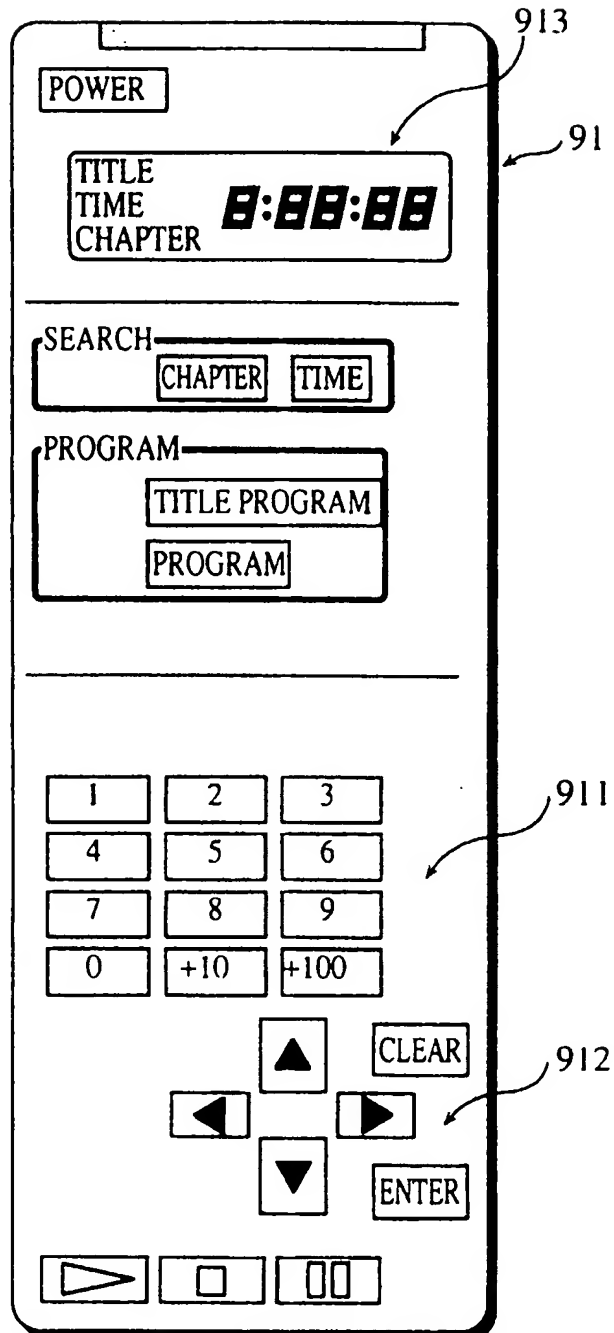 913
POWER
91
TITLE
TIME
CHAPTER
8:88:88
SEARCH
CHAPTER TIME
PROGRAM
TITLE PROGRAM
PROGRAM
1 2 3
911
4 5 6
7 8 9
0 +10 +100
CLEAR
912
ENTER